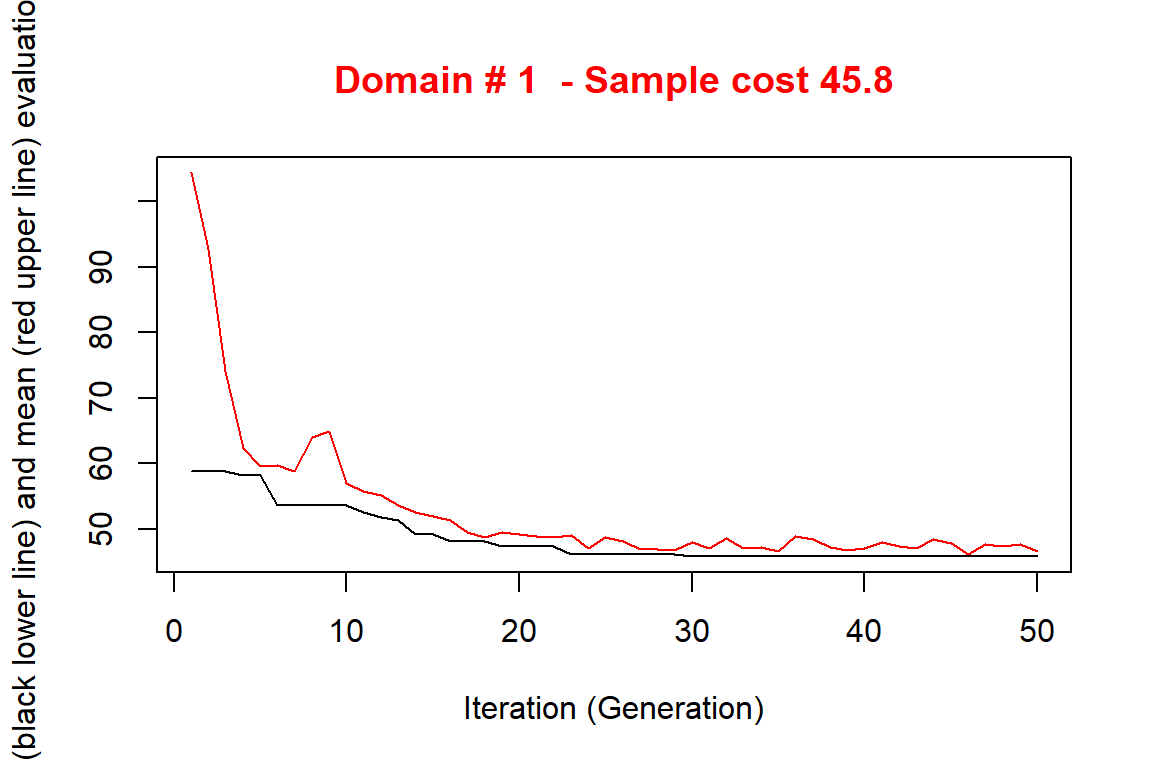 Domain # 1  - Sample cost 45.8
(black lower line) and mean (red upper line) evaluatio
90
80
70
60
50
0 10 20 30 40 50
Iteration (Generation)